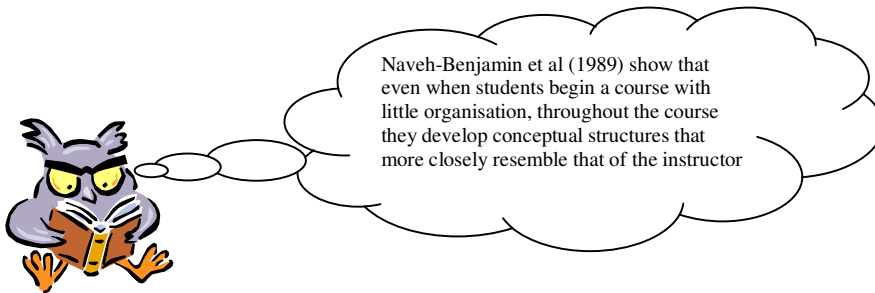 Naveh-Benjamin et al (1989) show that
even when students begin a course with
little organisation, throughout the course
they develop conceptual structures that
more closely resemble that of the instructor